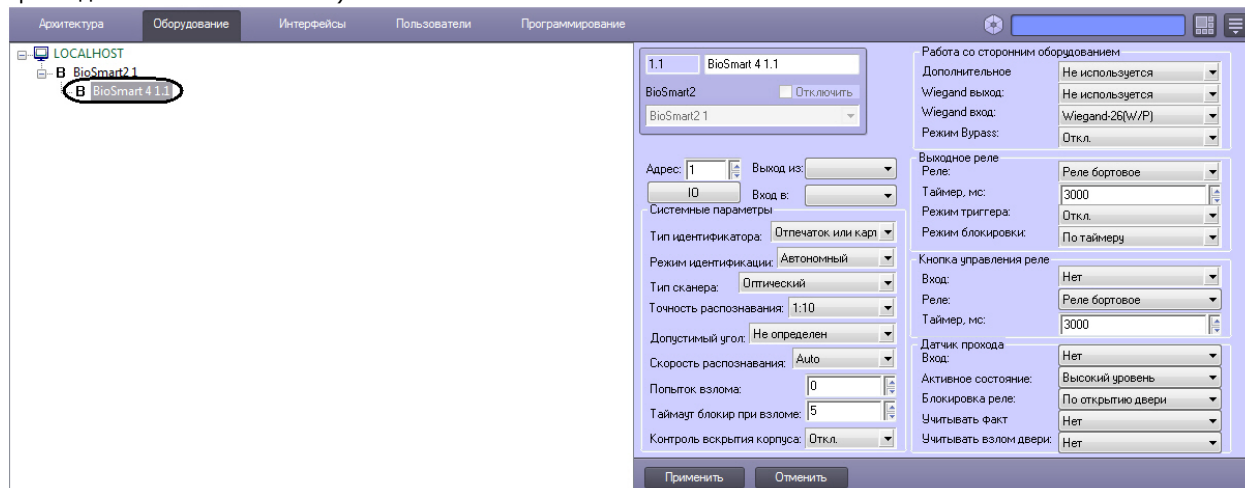 Архитектура Оборудование Интерфейсы Пользователи Программирование
LOCALHOST
B BioSmart2 1
B BioSmart 4 1.1
1.1 BioSmart 4 1.1
BioSmart2 Отключить
BioSmart2 1
Адрес: 1 Выход из:
IO Вход в:
Системные параметры
Тип идентификатора: Отпечаток или карт
Режим идентификации: Автономный
Тип сканера: Оптический
Точность распознавания: 1:10
Допустимый угол: Не определен
Скорость распознавания: Auto
Попыток взлома: 0
Таймаут блокир при взломе: 5
Контроль вскрытия корпуса: Откл.
Работа со сторонним оборудованием
Дополнительное Не используется
Wiegand выход: Не используется
Wiegand вход: Wiegand-26(W/P)
Режим Bypass: Откл.
Выходное реле
Реле: Реле бортовое
Таймер, мс: 3000
Режим триггера: Откл.
Режим блокировки: По таймеру
Кнопка управления реле
Вход: Нет
Реле: Реле бортовое
Таймер, мс: 3000
Датчик прохода
Вход: Нет
Активное состояние: Высокий уровень
Блокировка реле: По открытию двери
Учитывать факт Нет
Учитывать взлом двери: Нет
Применить Отменить